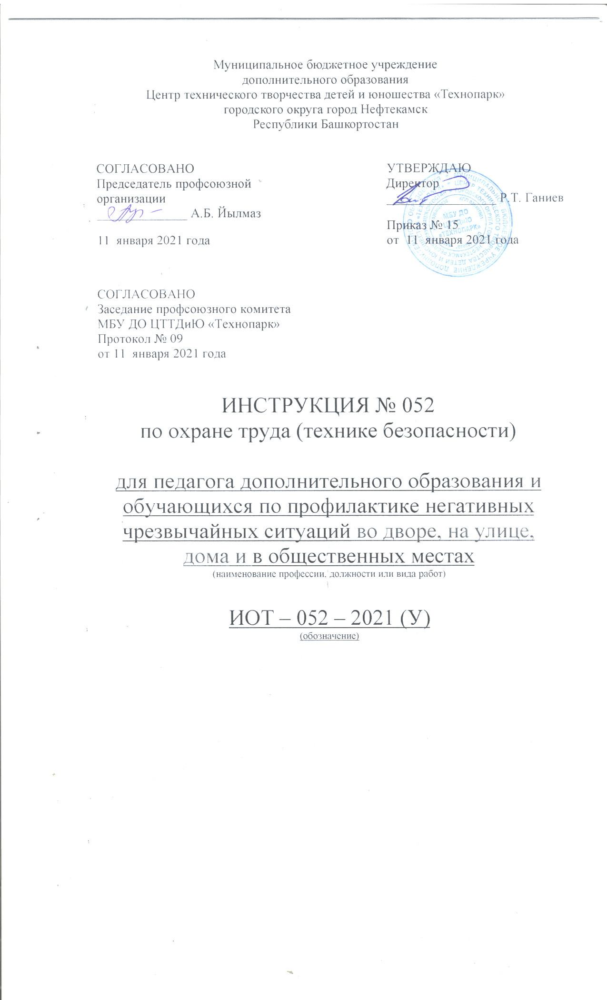 Муниципальное бюджетное учреждение
дополнительного образования
Центр технического творчества детей и юношества «Технопарк»
городского округа город Нефтекамск
Республики Башкортостан
СОГЛАСОВАНО
Председатель профсоюзной
организации
А.Б. Йылмаз
11 января 2021 года
УТВЕРЖДАЮ
Директор
Р.Т. Ганиев
Приказ № 15
от 11 января 2021 года
МБУ ДО
ЦТТДиЮ
«ТЕХНОПАРК»
СОГЛАСОВАНО
Заседание профсоюзного комитета
МБУ ДО ЦТТДиЮ «Технопарк»
Протокол № 09
от 11 января 2021 года
ИНСТРУКЦИЯ № 052
по охране труда (технике безопасности)
для педагога дополнительного образования и
обучающихся по профилактике негативных
чрезвычайных ситуаций во дворе, на улице,
дома и в общественных местах
(наименование профессии, должности или вида работ)
ИОТ – 052 – 2021 (У)
(обозначение)